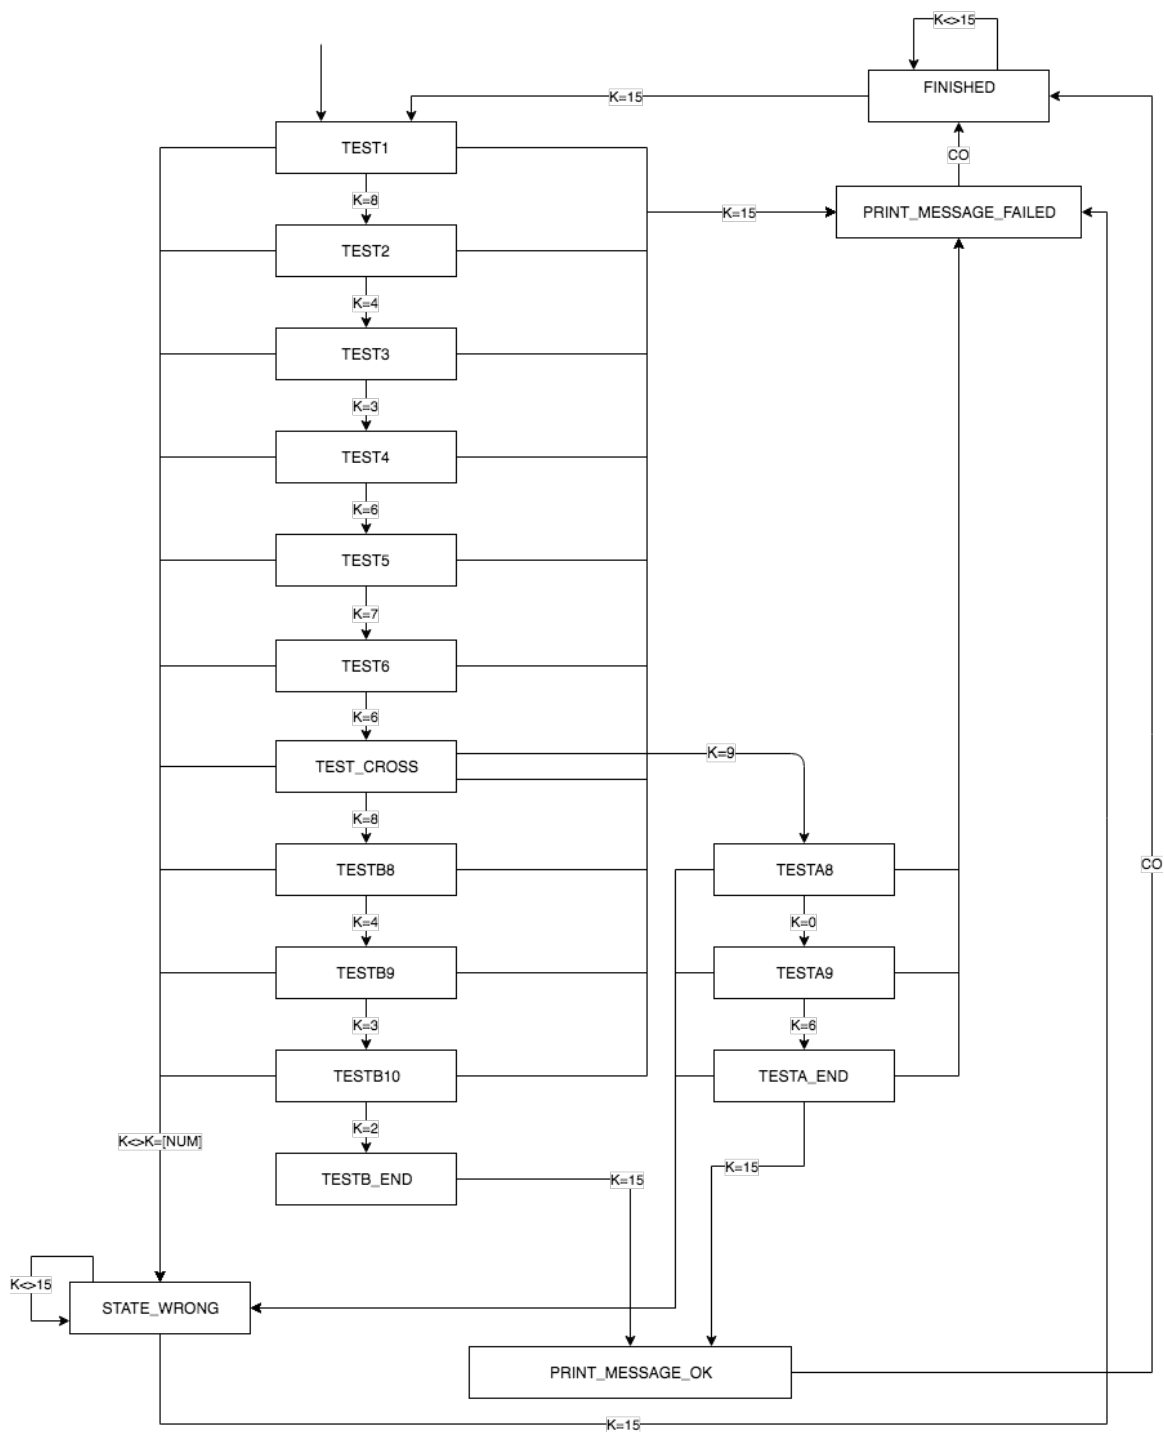 K<>15
FINISHED
K=15
TEST1
CO
K=8
PRINT_MESSAGE_FAILED
K=15
TEST2
K=4
TEST3
K=3
TEST4
K=6
TEST5
K=7
TEST6
K=6
K=9
TEST_CROSS
K=8
CO
TESTB8
TESTA8
K=4
K=0
TESTB9
TESTA9
K=3
K=6
TESTB10
TESTA_END
K=2
K<>K=[NUM]
K=15
TESTB_END
K=15
K<>15
STATE_WRONG
PRINT_MESSAGE_OK
K=15